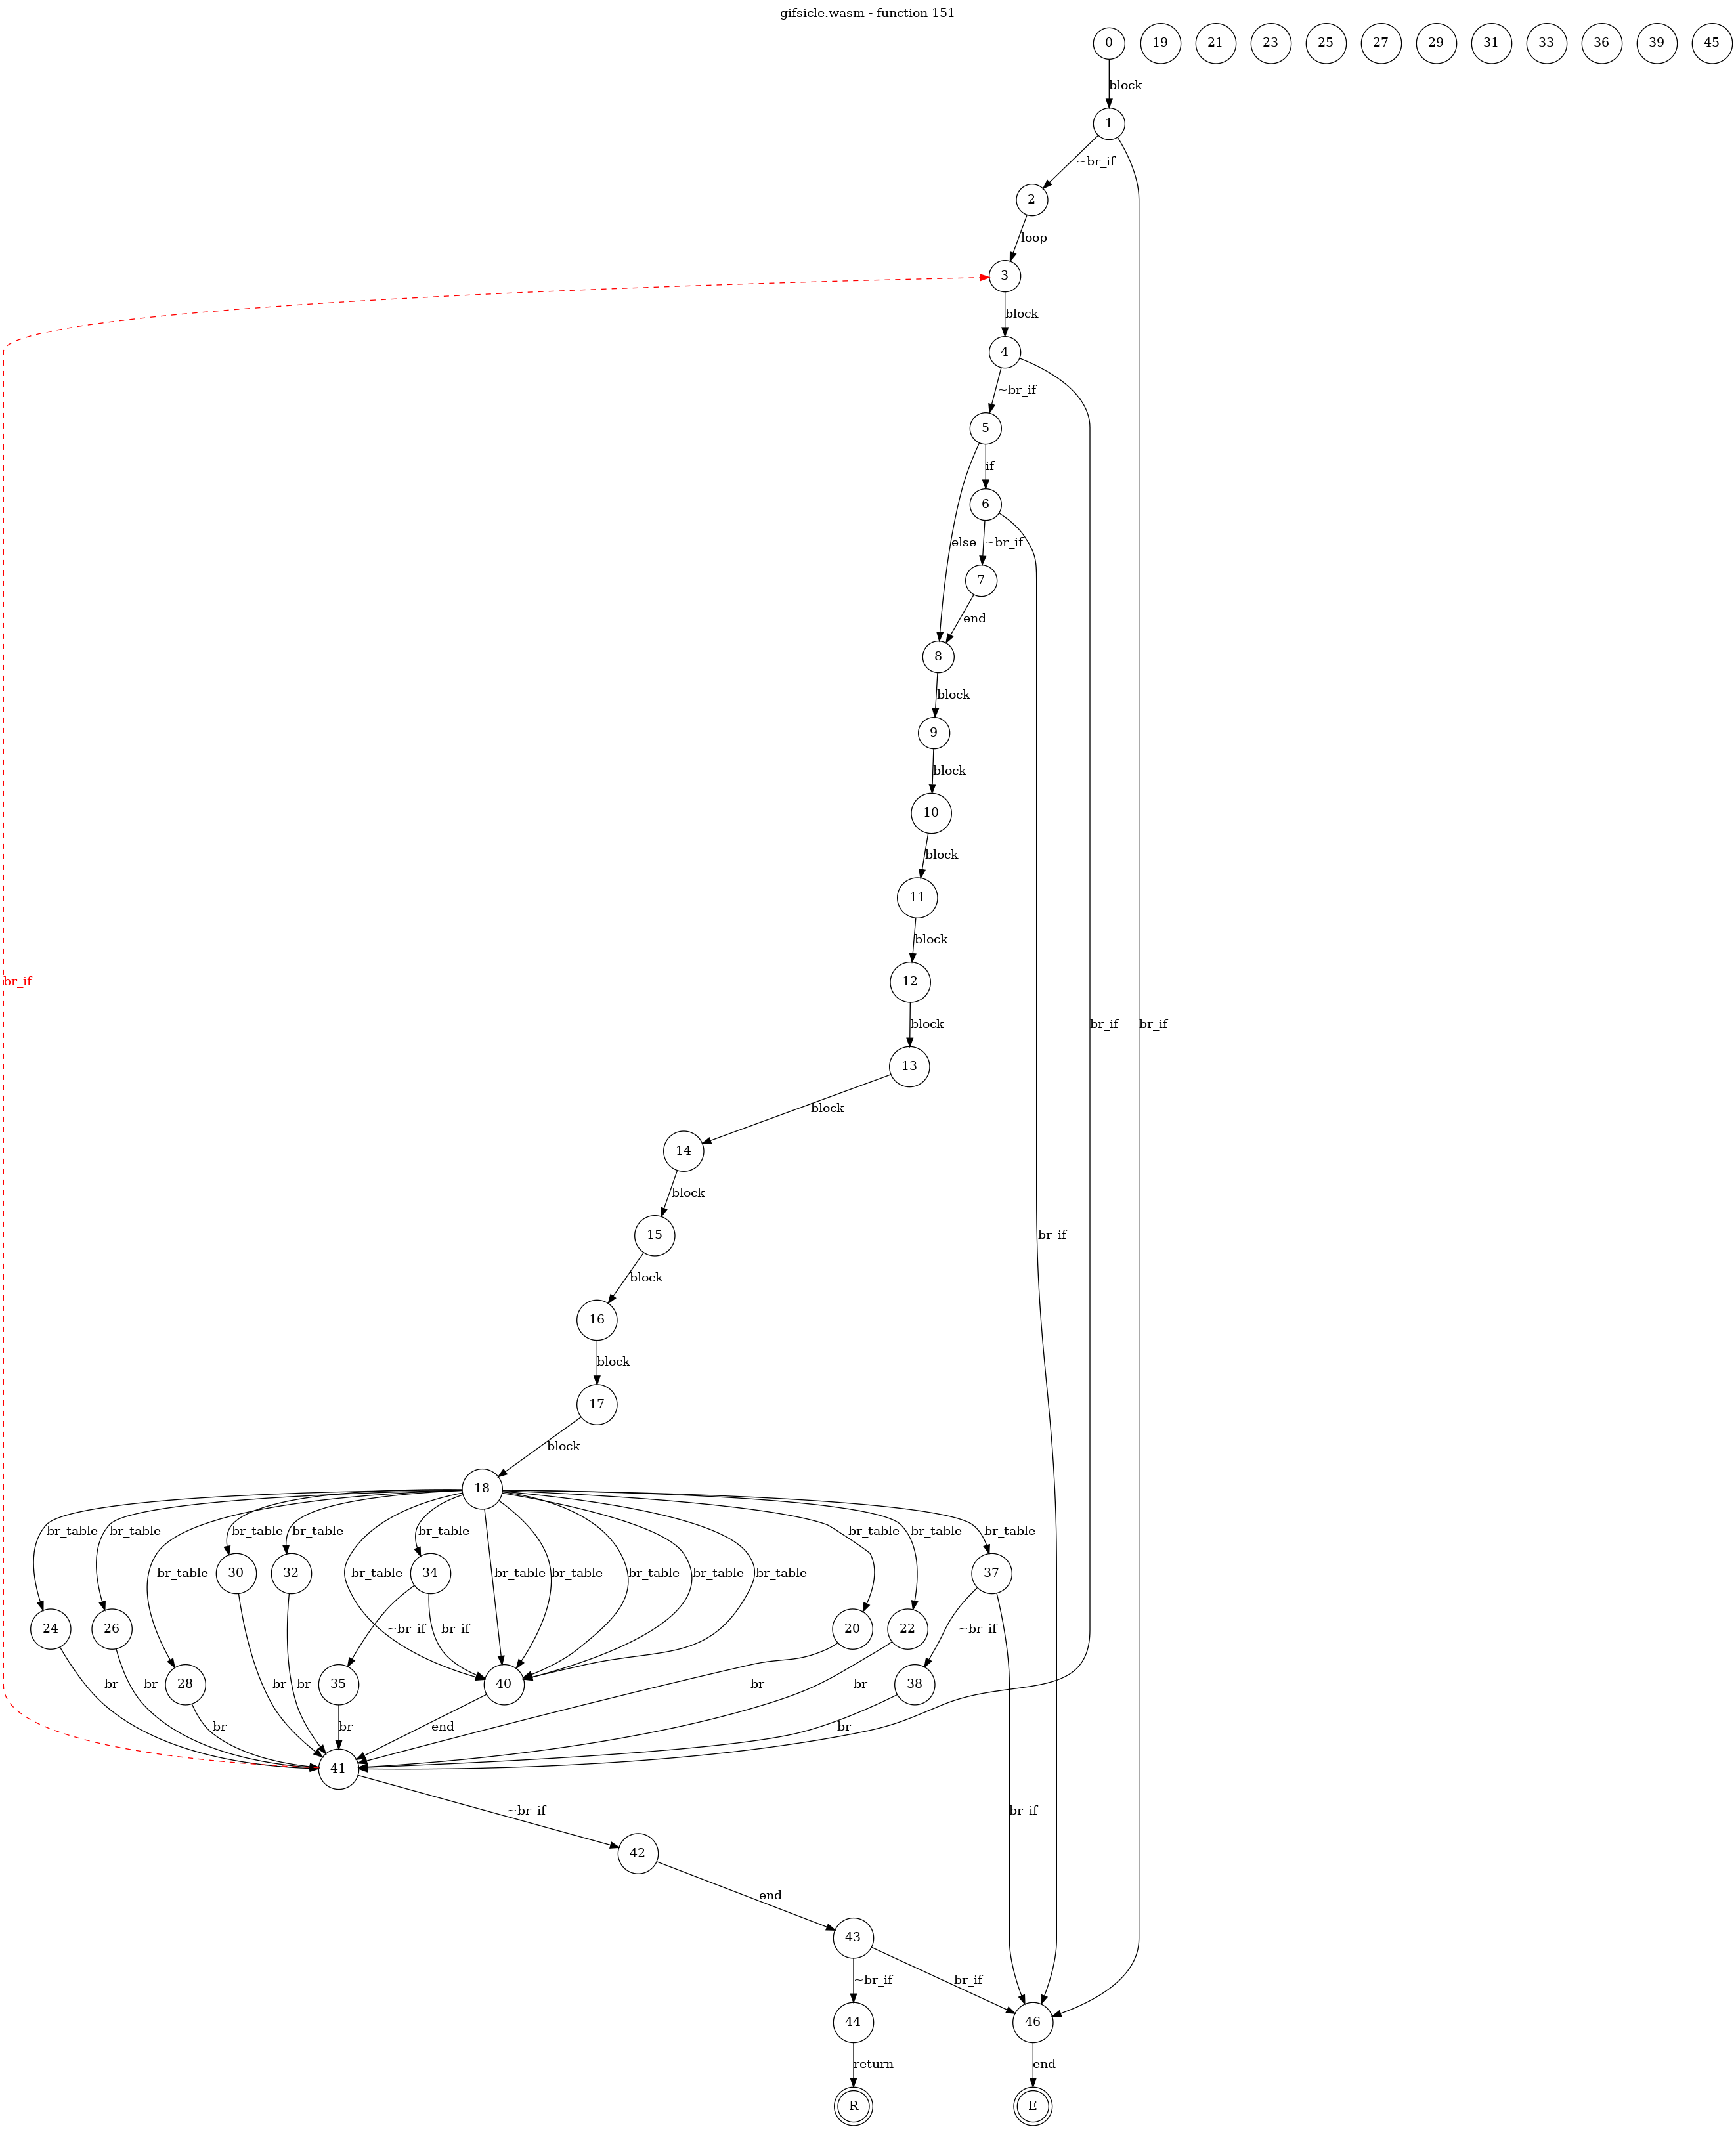 gifsicle.wasm - function 151
0 19 21 23 25 27 29 31 33 36 39 45
block
1
~br_if
2
loop
3
block
4
~br_if
5
if
6
else ~br_if
7
end
8
block
9
block
10
block
11
block
12
br_if
block br_if br_if
13
block
14
block
15
br_if
block
16
block
17
block
18
br_table br_table br_table br_table br_table br_table br_table br_table
br_table br_table br_table br_table br_table br_table br_table
30 32 34 37
24 26 ~br_if br_if 20 22 ~br_if
28 35 40 38
br br br br br br end br br br
41
~br_if br_if
42
end
43
~br_if br_if
44 46
return end
R E